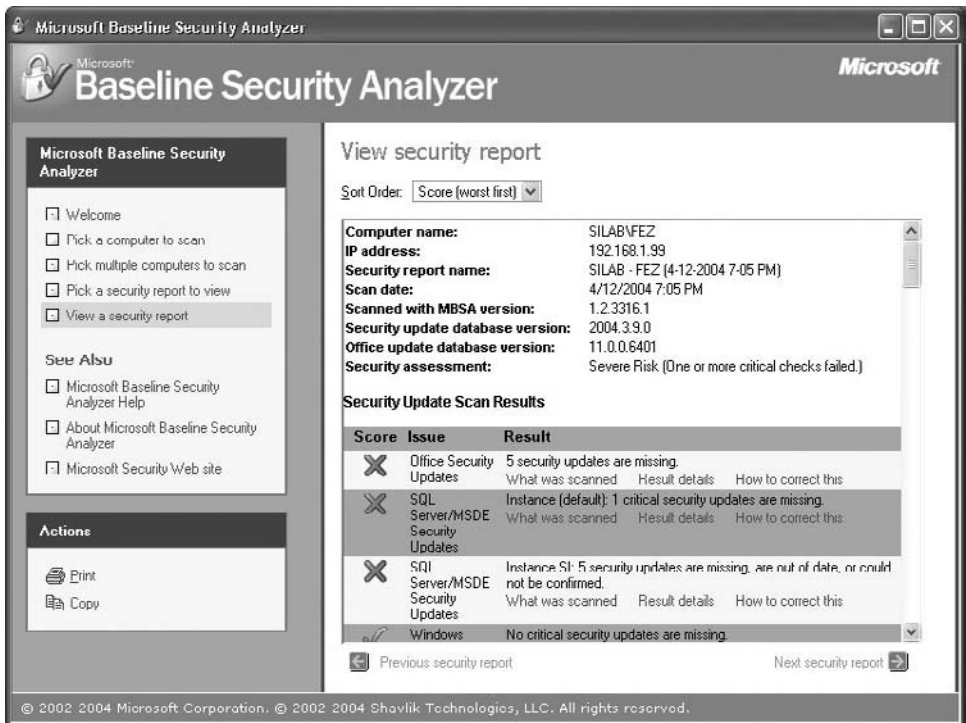 Microsoft Baseline Security Analyzer
Microsoft
Baseline Security Analyzer
Microsoft
Microsoft Baseline Security
Analyzer
Welcome
Pick a computer to scan
Pick multiple computers to scan
Pick a security report to view
View a security report
See Also
Microsoft Baseline Security
Analyzer Help
About Microsoft Baseline Security
Analyzer
Microsoft Security Web site
Actions
Print
Copy
View security report
Sort Order: Score (worst first)
Computer name: SILAB\FEZ
IP address: 192.168.1.99
Security report name: SILAB - FEZ (4-12-2004 7-05 PM)
Scan date: 4/12/2004 7:05 PM
Scanned with MBSA version: 1.2.3316.1
Security update database version: 2004.3.9.0
Office update database version: 11.0.0.6401
Security assessment: Severe Risk (One or more critical checks failed.)
Security Update Scan Results
Score Issue Result
Office Security 5 security updates are missing.
Updates What was scanned Result details How to correct this
SQL Instance (default): 1 critical security updates are missing.
Server/MSDE What was scanned Result details How to correct this
Security
Updates
SQL Instance SI: 5 security updates are missing, are out of date, or could
Server/MSDE not be confirmed.
Security What was scanned Result details How to correct this
Updates
Windows No critical security updates are missing.
Previous security report Next security report
© 2002 2004 Microsoft Corporation. © 2002 2004 Shavlik Technologies, LLC. All rights reserved.